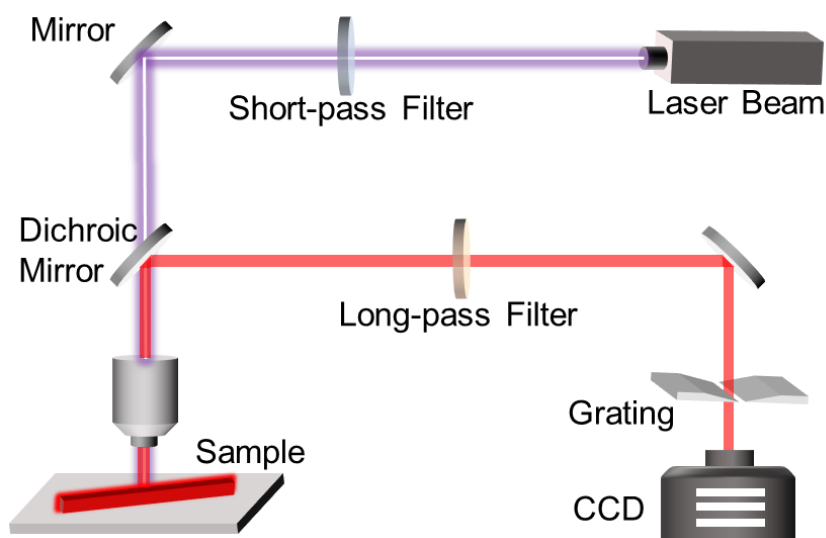 Mirror
Short-pass Filter
Laser Beam
Dichroic
Mirror
Long-pass Filter
Grating
Sample
CCD